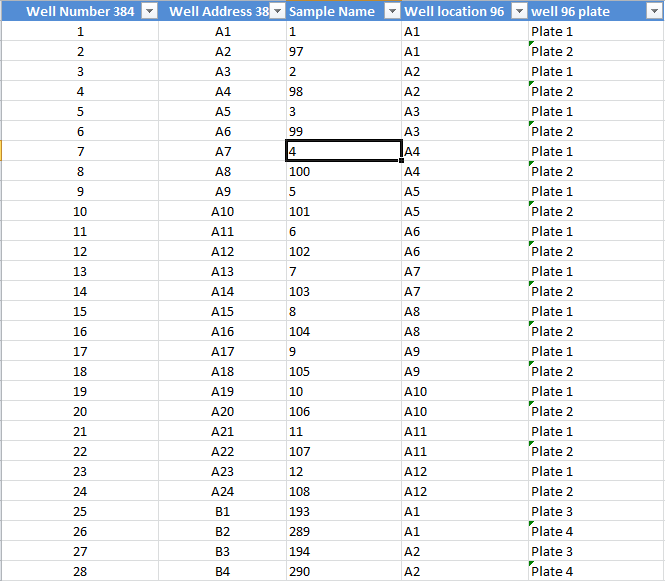 Well Number 384 Well Address 38 Sample Name Well location 96 well 96 plate
1 A1 1 A1 Plate 1
2 A2 97 A1 Plate 2
3 A3 2 A2 Plate 1
4 A4 98 A2 Plate 2
5 A5 3 A3 Plate 1
6 A6 99 A3 Plate 2
7 A7 4 A4 Plate 1
8 A8 100 A4 Plate 2
9 A9 5 A5 Plate 1
10 A10 101 A5 Plate 2
11 A11 6 A6 Plate 1
12 A12 102 A6 Plate 2
13 A13 7 A7 Plate 1
14 A14 103 A7 Plate 2
15 A15 8 A8 Plate 1
16 A16 104 A8 Plate 2
17 A17 9 A9 Plate 1
18 A18 105 A9 Plate 2
19 A19 10 A10 Plate 1
20 A20 106 A10 Plate 2
21 A21 11 A11 Plate 1
22 A22 107 A11 Plate 2
23 A23 12 A12 Plate 1
24 A24 108 A12 Plate 2
25 B1 193 A1 Plate 3
26 B2 289 A1 Plate 4
27 B3 194 A2 Plate 3
28 B4 290 A2 Plate 4